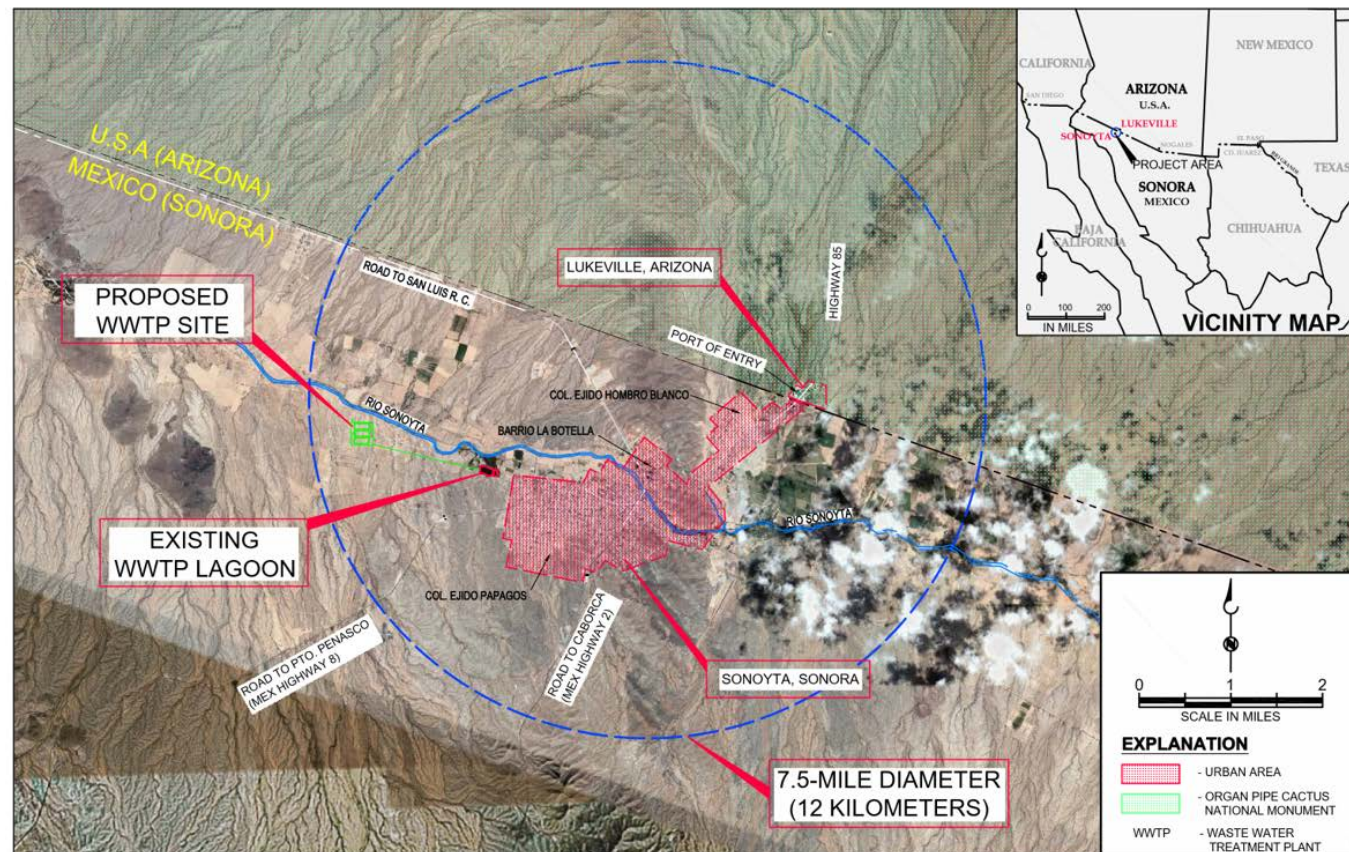 U.S.A (ARIZONA)
MEXICO (SONORA)
PROPOSED
WWTP SITE
ROAD TO SAN LUIS R. C.
LUKEVILLE, ARIZONA
HIGHWAY 85
PORT OF ENTRY
COL. EJIDO HOMBRO BLANCO
RIO SONOYTA
BARRIO LA BOTELLA
RIO SONOYTA
EXISTING
WWTP LAGOON
COL. EJIDO PAPAGOS
ROAD TO PTO. PENASCO
(MEX HIGHWAY 8)
ROAD TO CABORCA
(MEX HIGHWAY 2)
SONOYTA, SONORA
7.5-MILE DIAMETER
(12 KILOMETERS)
CALIFORNIA
NEW MEXICO
ARIZONA
U.S.A.
SAN DIEGO
LUKEVILLE
SONOYTA
NOGALES
EL PASO
CD. JUAREZ
RIO GRANDE
TEXAS
PROJECT AREA
SONORA
MEXICO
CHIHUAHUA
BAJA
CALIFORNIA
N
0 100 200
IN MILES
VICINITY MAP
N
0 1 2
SCALE IN MILES
EXPLANATION
- URBAN AREA
- ORGAN PIPE CACTUS
NATIONAL MONUMENT
WWTP - WASTE WATER
TREATMENT PLANT